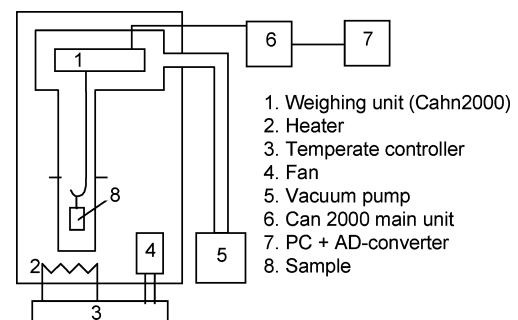 1
6
7
8
2
4
5
3
1. Weighing unit (Cahn2000)
2. Heater
3. Temperate controller
4. Fan
5. Vacuum pump
6. Can 2000 main unit
7. PC + AD-converter
8. Sample